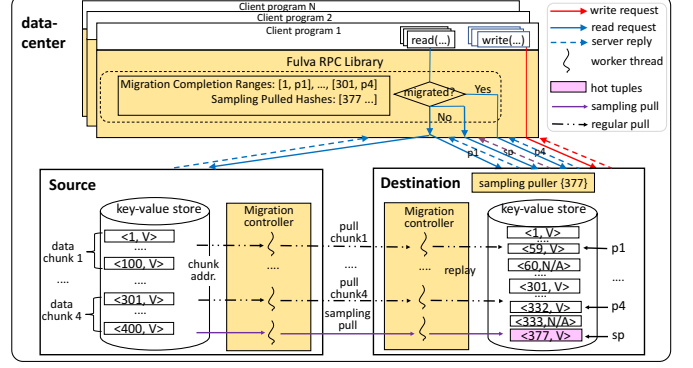 data-
center
Client program N
Client program 2
Client program 1
read(...)
write(...)
Fulva RPC Library
Migration Completion Ranges: [1, p1), ..., [301, p4)
Sampling Pulled Hashes: [377 ...]
migrated?
Yes
No
p1
sp
p4
write request
read request
server reply
worker thread
hot tuples
sampling pull
regular pull
Source
key-value store
<1, V>
....
<100, V>
....
<301, V>
....
<400, V>
data
chunk 1
....
data
chunk 4
chunk
addr.
Migration
controller
....
....
pull
chunk1
....
pull
chunk4
sampling
pull
Destination
sampling puller {377}
Migration
controller
....
....
replay
key-value store
<1, V>
....
<59, V>
<60,N/A>
....
<301, V>
....
<332, V>
<333,N/A>
<377, V>
p1
....
p4
sp